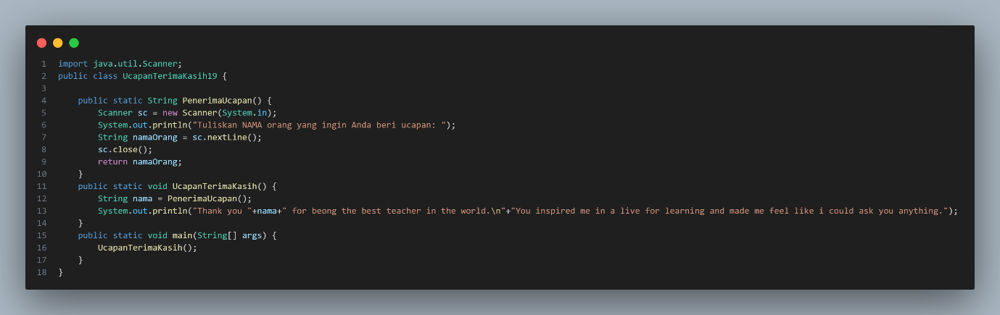 1 import java.util.Scanner;
2 public class UcapanTerimaKasih19 {
3
4     public static String PenerimaUcapan() {
5         Scanner sc = new Scanner(System.in);
6         System.out.println("Tuliskan NAMA orang yang ingin Anda beri ucapan: ");
7         String namaOrang = sc.nextLine();
8         sc.close();
9         return namaOrang;
10     }
11     public static void UcapanTerimaKasih() {
12         String nama = PenerimaUcapan();
13         System.out.println("Thank you "+nama+" for beong the best teacher in the world.\n"+"You inspired me in a live for learning and made me feel like i could ask you anything.");
14     }
15     public static void main(String[] args) {
16         UcapanTerimaKasih();
17     }
18 }